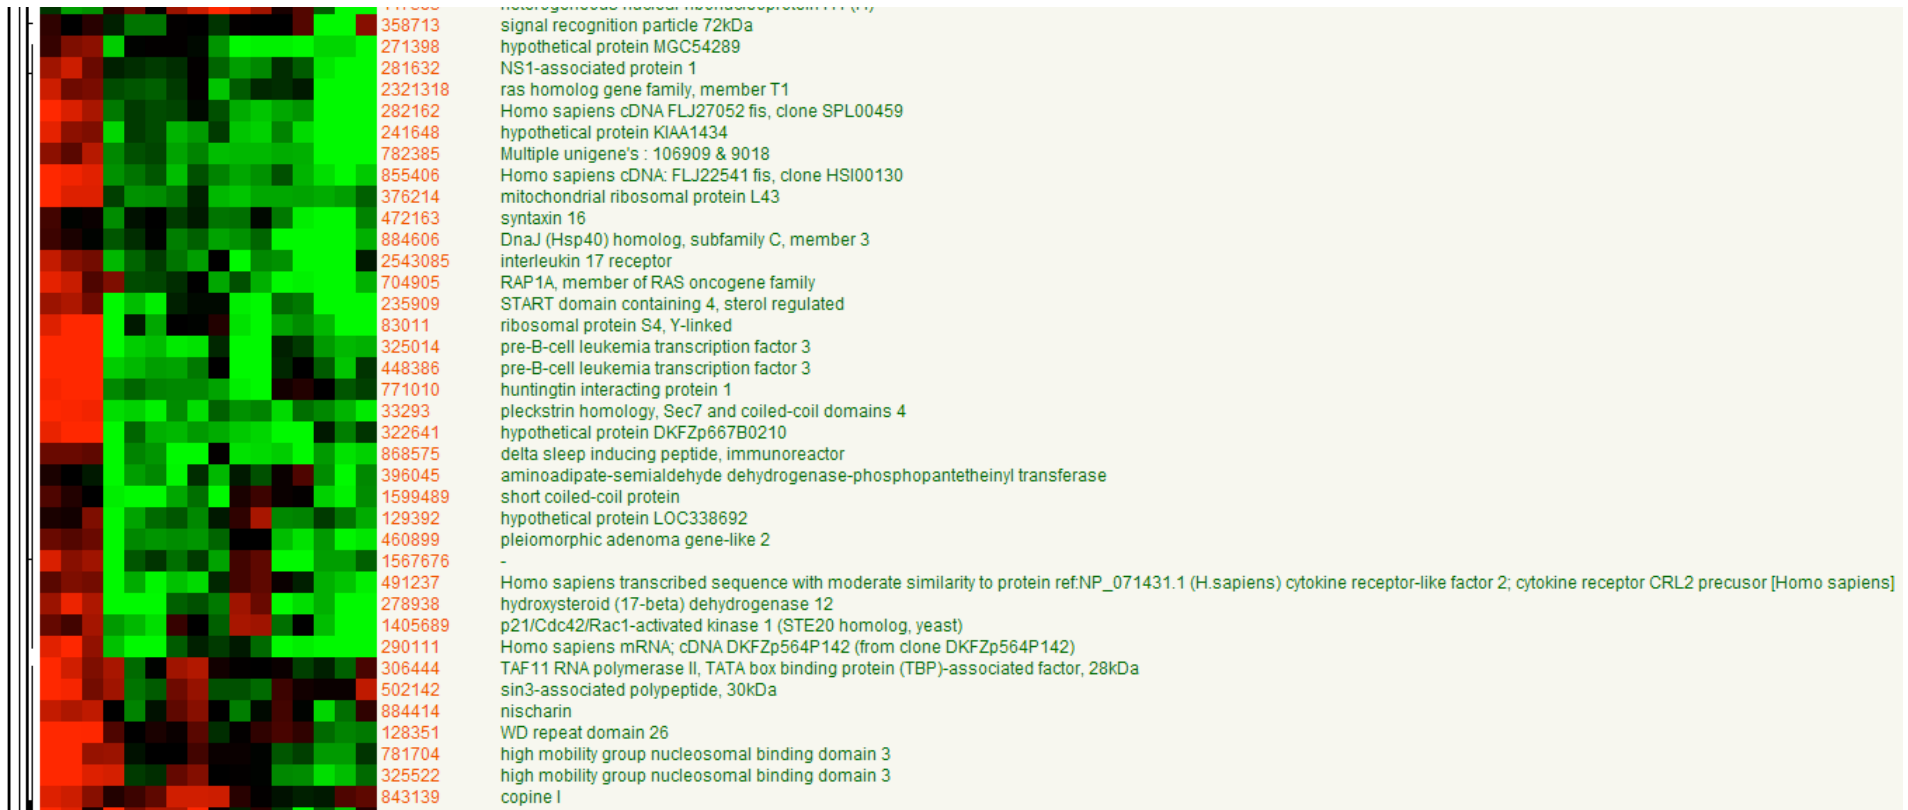 358713 signal recognition particle 72kDa
271398 hypothetical protein MGC54289
281632 NS1-associated protein 1
2321318 ras homolog gene family, member T1
282162 Homo sapiens cDNA FLJ27052 fis, clone SPL00459
241648 hypothetical protein KIAA1434
782385 Multiple unigene's : 106909 & 9018
855406 Homo sapiens cDNA: FLJ22541 fis, clone HSI00130
376214 mitochondrial ribosomal protein L43
472163 syntaxin 16
884606 DnaJ (Hsp40) homolog, subfamily C, member 3
2543085 interleukin 17 receptor
704905 RAP1A, member of RAS oncogene family
235909 START domain containing 4, sterol regulated
83011 ribosomal protein S4, Y-linked
325014 pre-B-cell leukemia transcription factor 3
448386 pre-B-cell leukemia transcription factor 3
771010 huntingtin interacting protein 1
33293 pleckstrin homology, Sec7 and coiled-coil domains 4
322641 hypothetical protein DKFZp667B0210
868575 delta sleep inducing peptide, immunoreactor
396045 aminoadipate-semialdehyde dehydrogenase-phosphopantetheinyl transferase
1599489 short coiled-coil protein
129392 hypothetical protein LOC338692
460899 pleiomorphic adenoma gene-like 2
1567676 -
491237 Homo sapiens transcribed sequence with moderate similarity to protein ref:NP_071431.1 (H.sapiens) cytokine receptor-like factor 2; cytokine receptor CRL2 precusor [Homo sapiens]
278938 hydroxysteroid (17-beta) dehydrogenase 12
1405689 p21/Cdc42/Rac1-activated kinase 1 (STE20 homolog, yeast)
290111 Homo sapiens mRNA; cDNA DKFZp564P142 (from clone DKFZp564P142)
306444 TAF11 RNA polymerase II, TATA box binding protein (TBP)-associated factor, 28kDa
502142 sin3-associated polypeptide, 30kDa
884414 nischarin
128351 WD repeat domain 26
781704 high mobility group nucleosomal binding domain 3
325522 high mobility group nucleosomal binding domain 3
843139 copine I